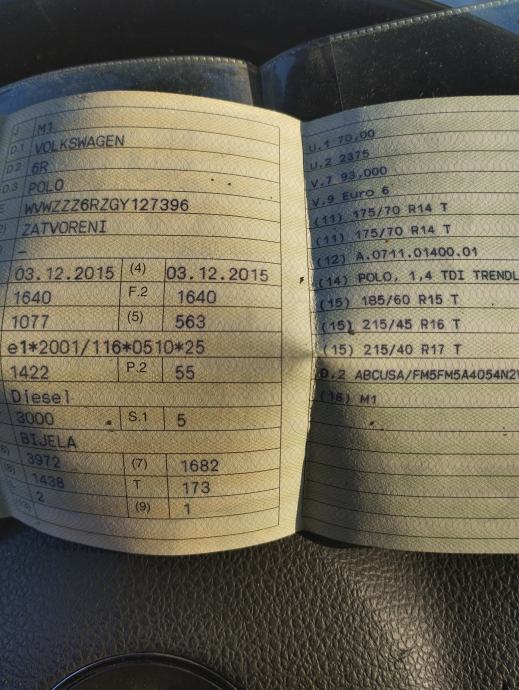 J M1
D.1 VOLKSWAGEN
D.2 6R
D.3 POLO
E WVWZZZ6RZGY127396
ZATVORENI
–
03.12.2015 (4) 03.12.2015
1640 F.2 1640
1077 (5) 563
e1*2001/116*0510*25
1422 P.2 55
Diesel
3000 S.1 5
BIJELA
3972 (7) 1682
1438 T 173
2 (9) 1
U.1 70,00
U.2 2375
V.7 93,000
V.9 Euro 6
(11) 175/70 R14 T
(11) 175/70 R14 T
(12) A.0711.01400.01
(14) POLO, 1,4 TDI TRENDL
(15) 185/60 R15 T
(15) 215/45 R16 T
(15) 215/40 R17 T
D.2 ABCUSA/FM5FM5A4054N2V
(16) M1